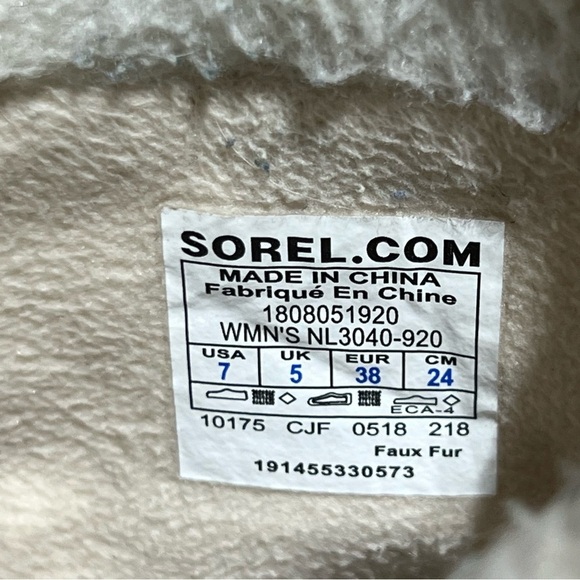 SOREL.COM
MADE IN CHINA
Fabriqué En Chine
1808051920
WMN'S NL3040-920
USA UK EUR CM
7 5 38 24
ECA-4
10175 CJF 0518 218
Faux Fur
191455330573